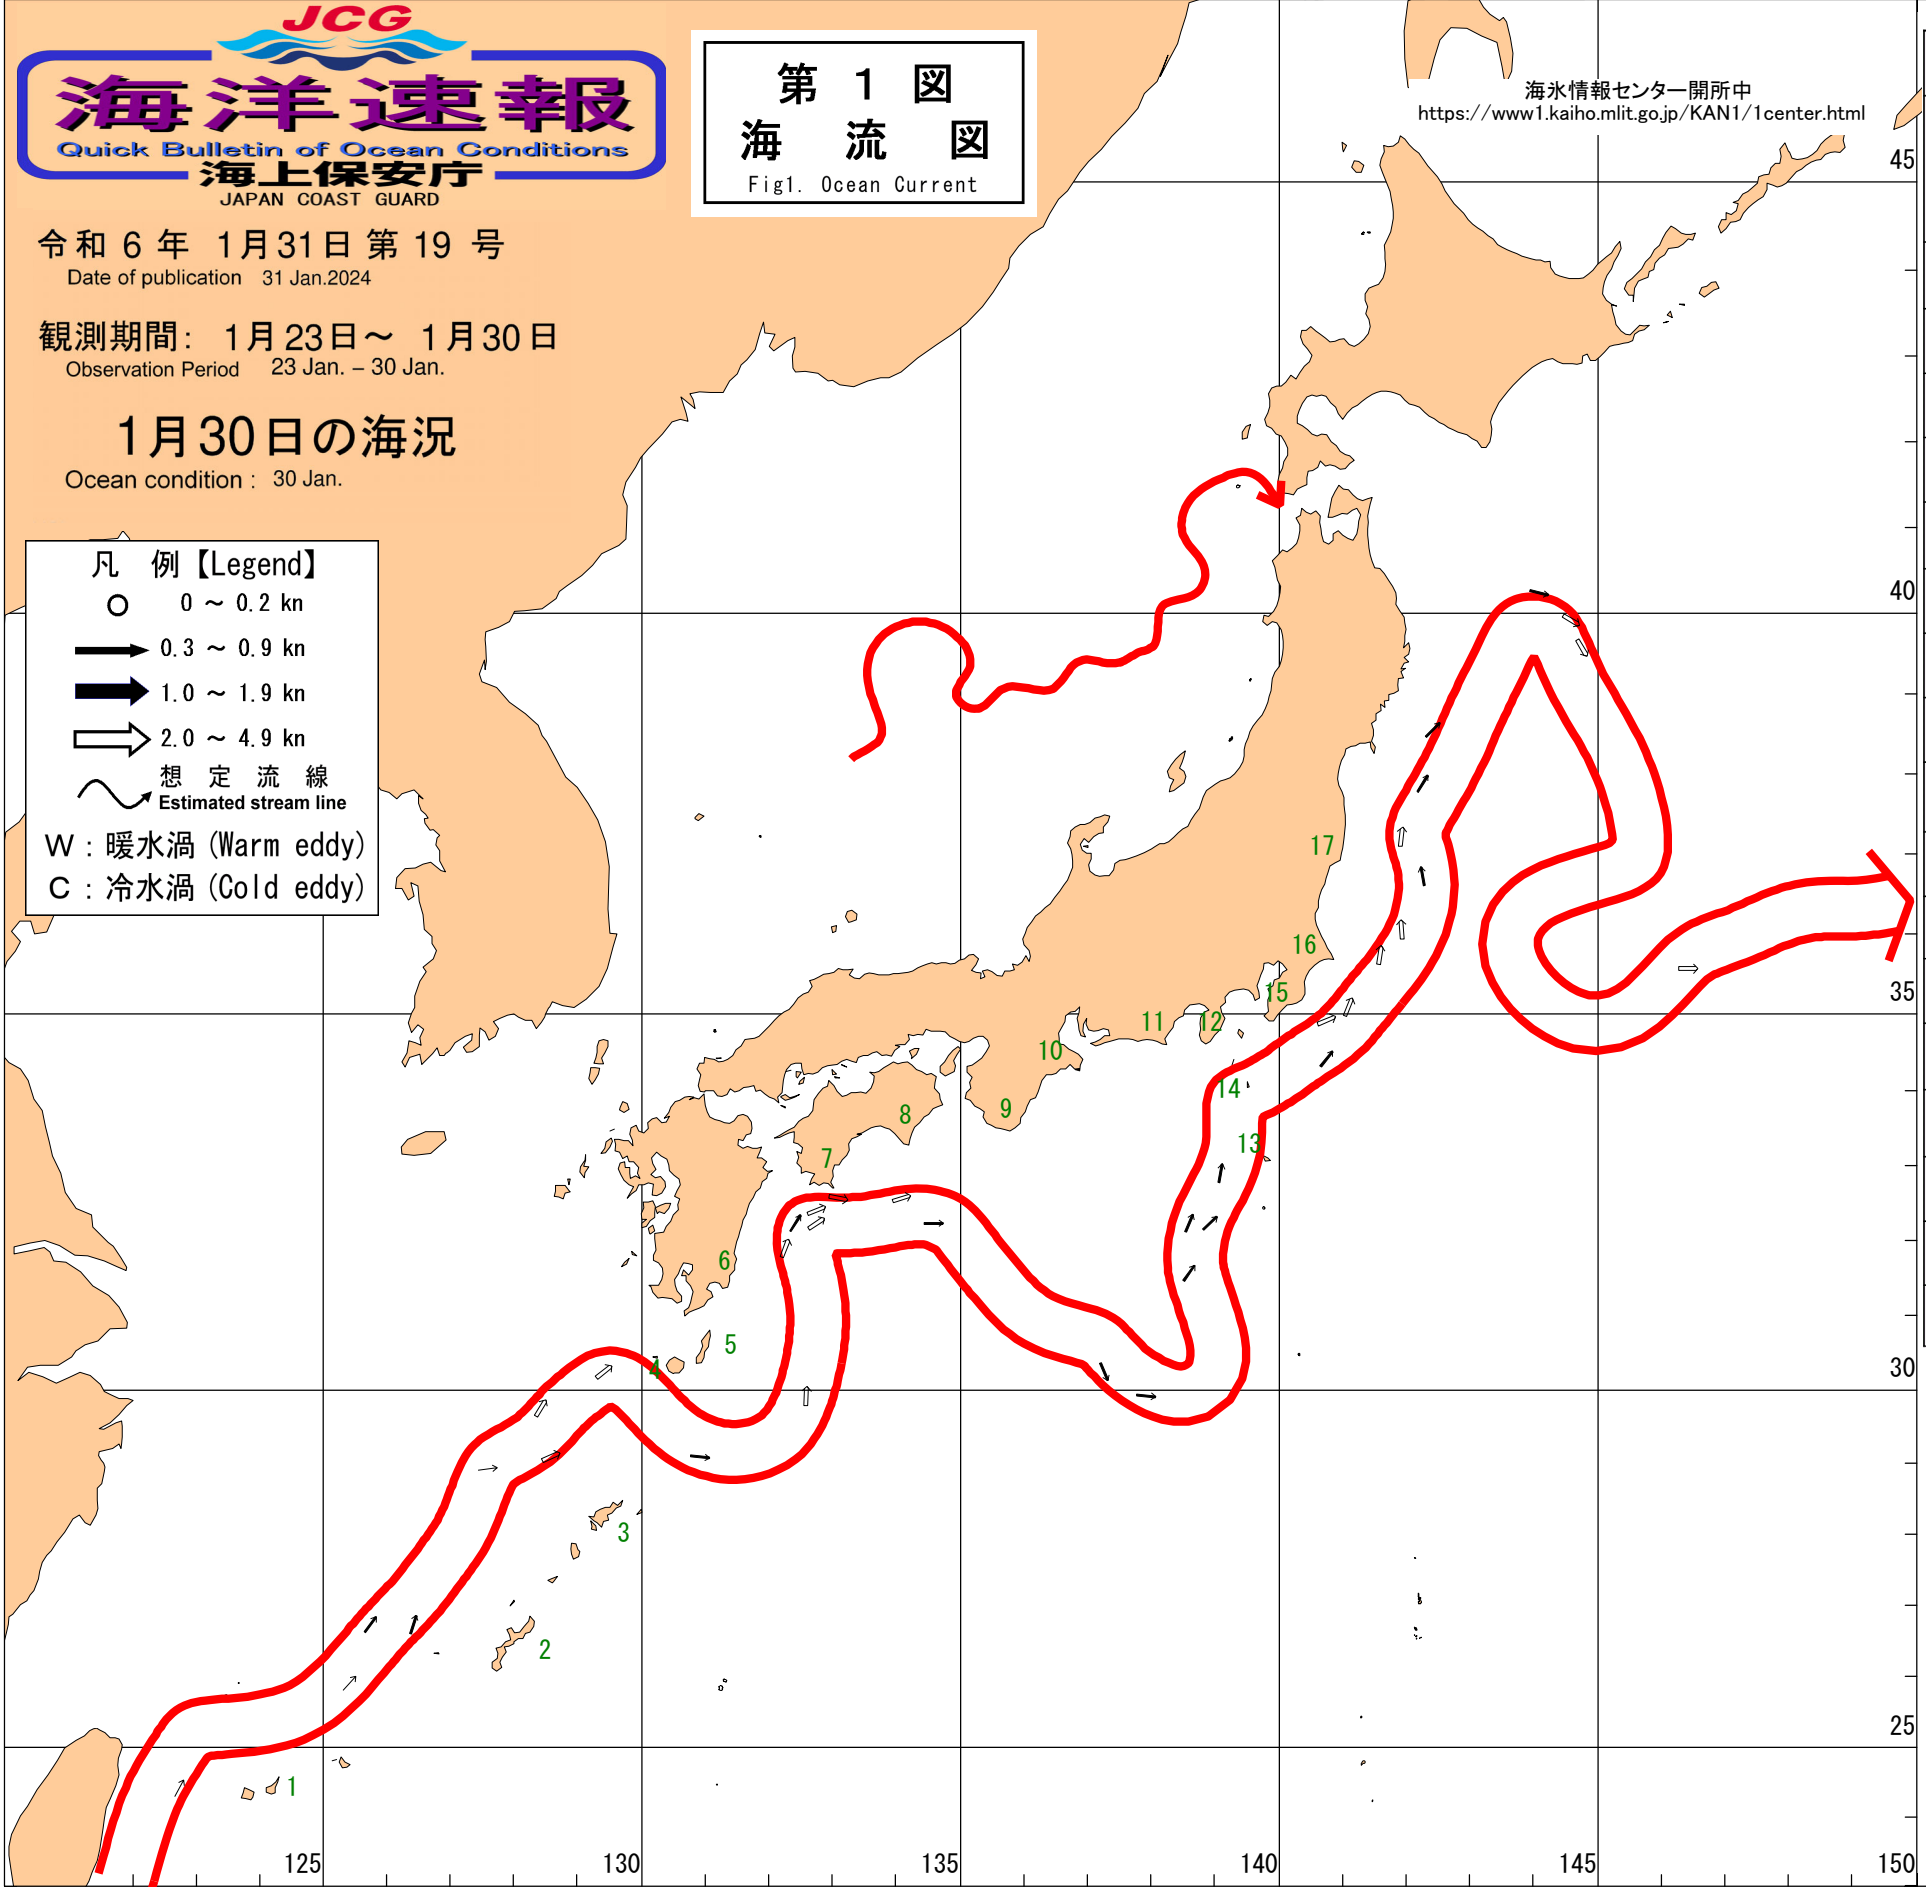 JCG
海洋速報
Quick Bulletin of Ocean Conditions
海上保安庁
JAPAN COAST GUARD
令和 6 年 1月31日 第 19 号
Date of publication 31 Jan.2024
観測期間: 1月23日～ 1月30日
Observation Period 23 Jan. – 30 Jan.
1月30日の海況
Ocean condition : 30 Jan.
第 1 図
海 流 図
Fig1. Ocean Current
海氷情報センター開所中
https://www1.kaiho.mlit.go.jp/KAN1/1center.html
凡 例【Legend】
0 ～ 0.2 kn
0.3 ～ 0.9 kn
1.0 ～ 1.9 kn
2.0 ～ 4.9 kn
想 定 流 線
Estimated stream line
W : 暖水渦 (Warm eddy)
C : 冷水渦 (Cold eddy)
45
40
35
30
25
17
16
15
14
13
12
11
10
9
8
7
6
5
4
3
2
1
125
130
135
140
145
150